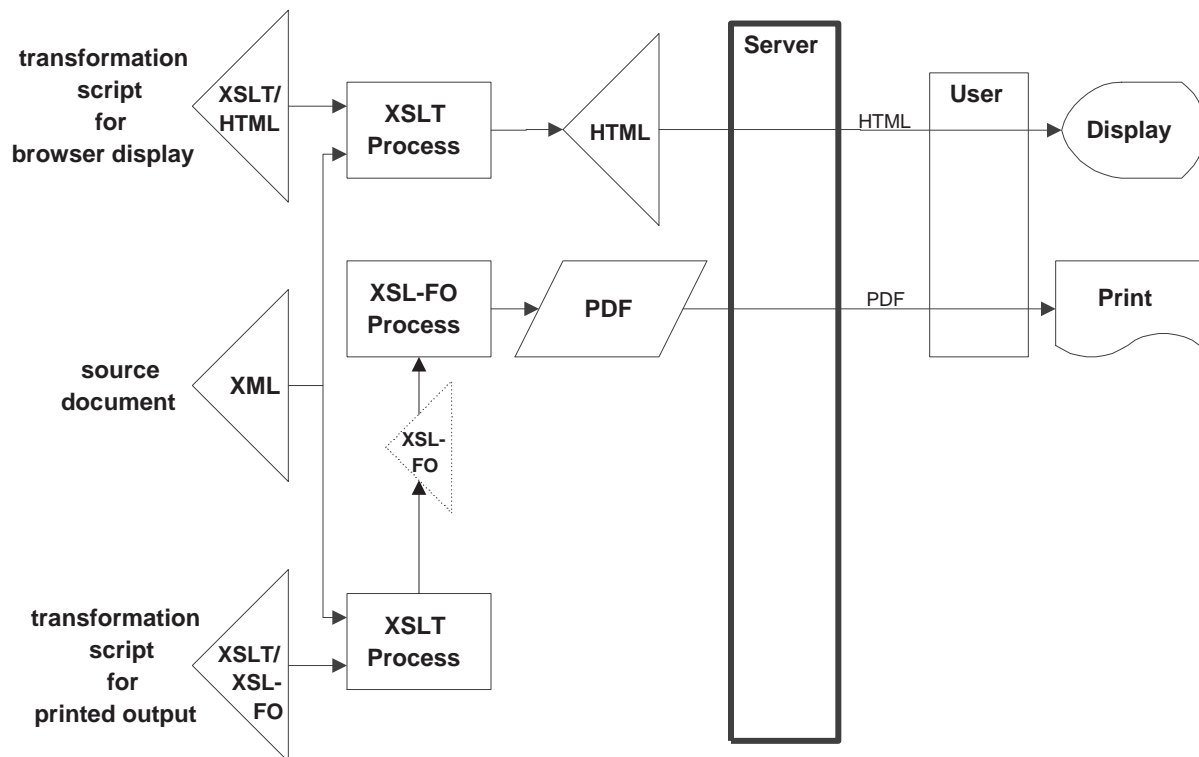 transformation
script
for
browser display
XSLT/
HTML
XSLT
Process
HTML
Server
HTML
User
Display
source
document
XML
XSL-FO
Process
PDF
PDF
Print
XSL-
FO
transformation
script
for
printed output
XSLT/
XSL-
FO
XSLT
Process